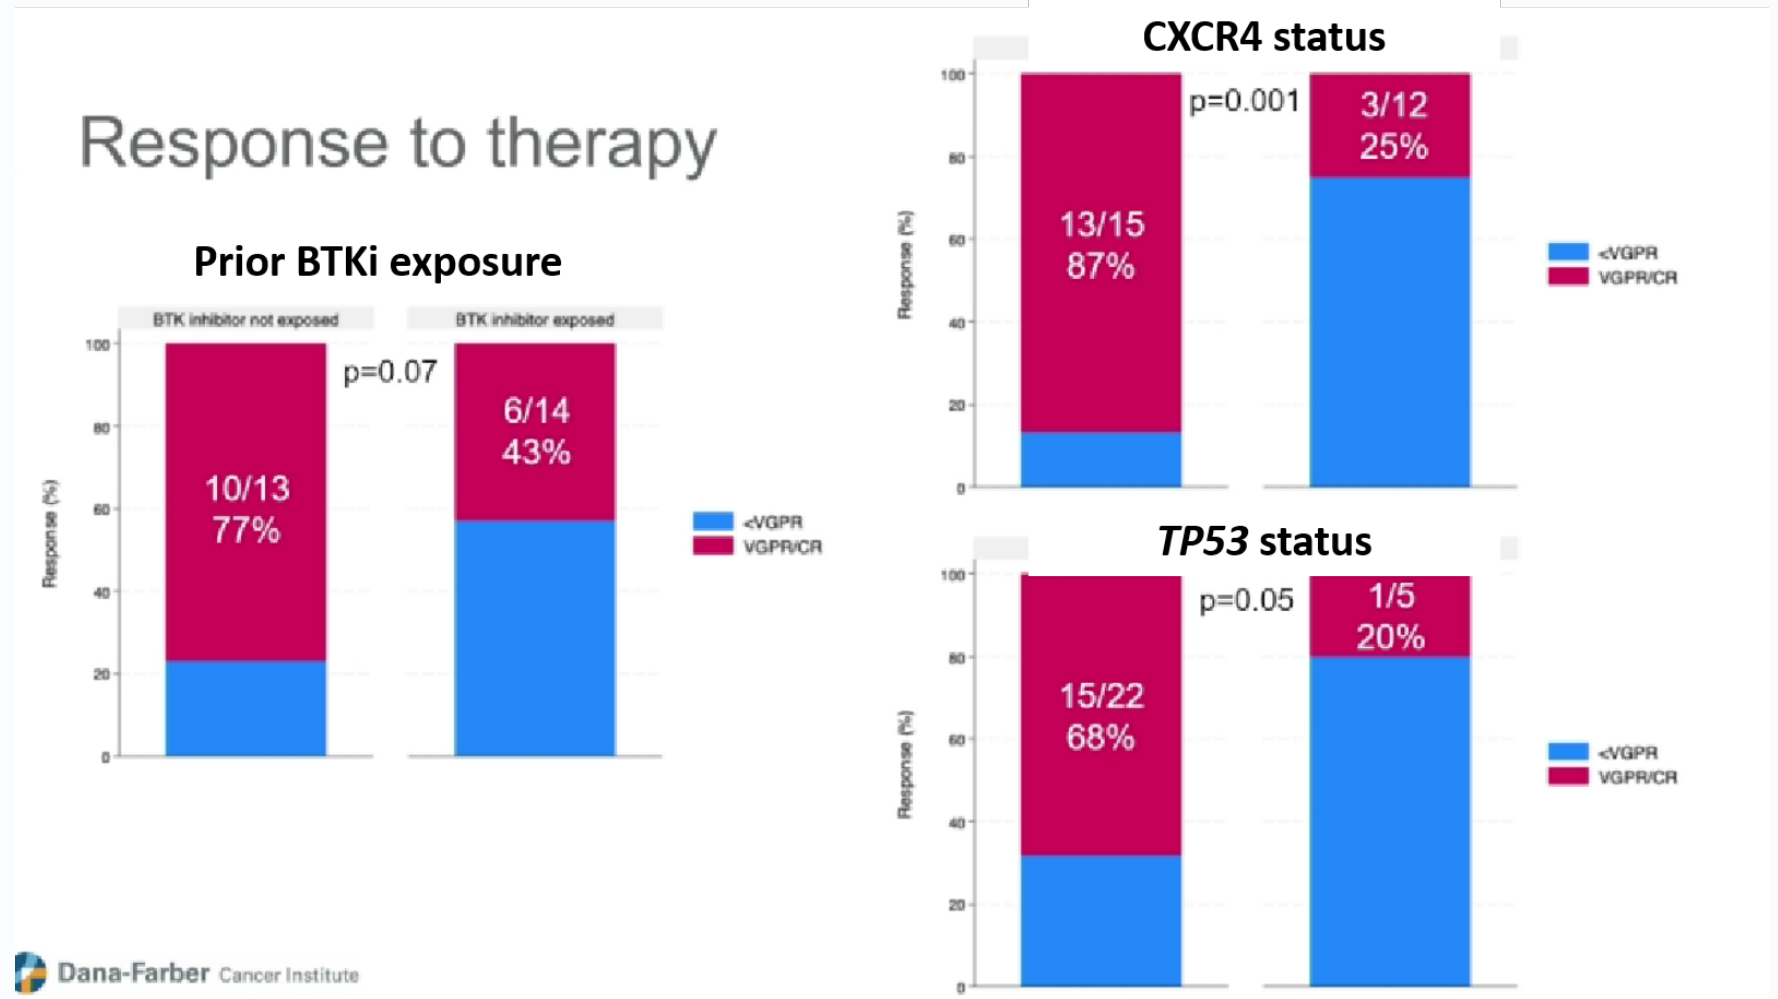 Response to therapy
Prior BTKi exposure
BTK inhibitor not exposed
BTK inhibitor exposed
p=0.07
100
80
60
40
20
0
Response (%)
10/13
77%
6/14
43%
<VGPR
VGPR/CR
CXCR4 status
p=0.001
100
80
60
40
20
0
Response (%)
13/15
87%
3/12
25%
<VGPR
VGPR/CR
TP53 status
p=0.05
100
80
60
40
20
0
Response (%)
15/22
68%
1/5
20%
<VGPR
VGPR/CR
Dana-Farber Cancer Institute